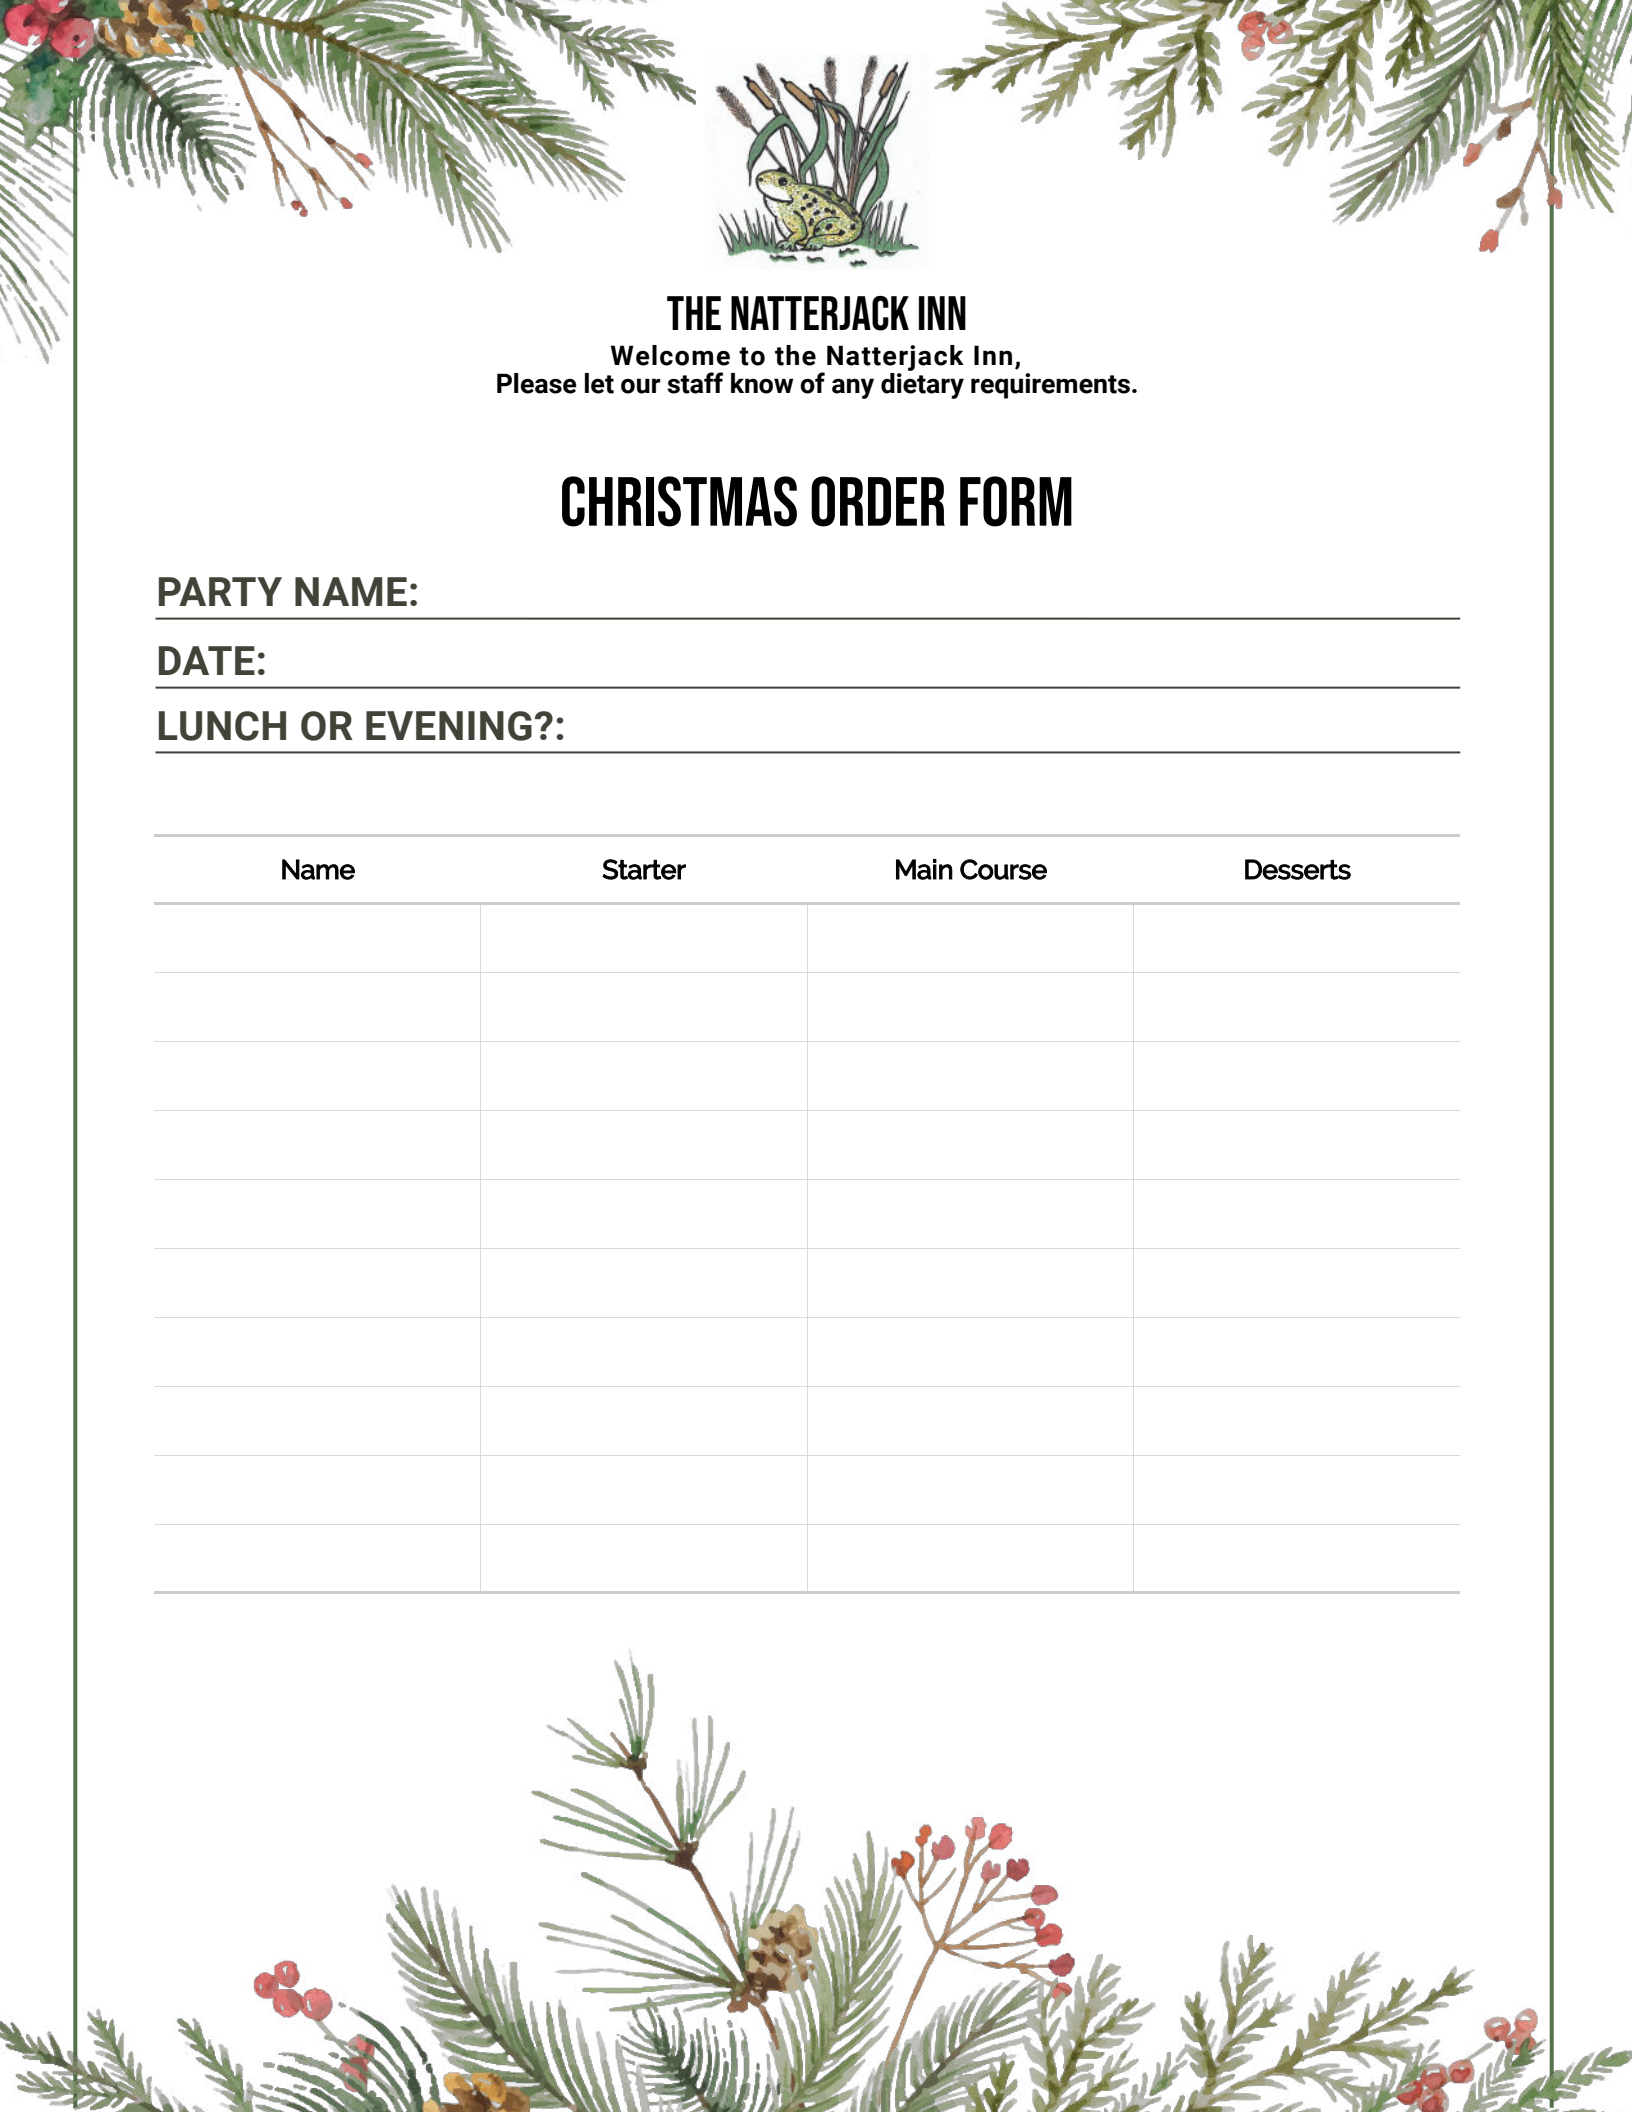 THE NATTERJACK INN
Welcome to the Natterjack Inn,
Please let our staff know of any dietary requirements.
CHRISTMAS ORDER FORM
PARTY NAME:
DATE:
LUNCH OR EVENING?:
Name Starter Main Course Desserts